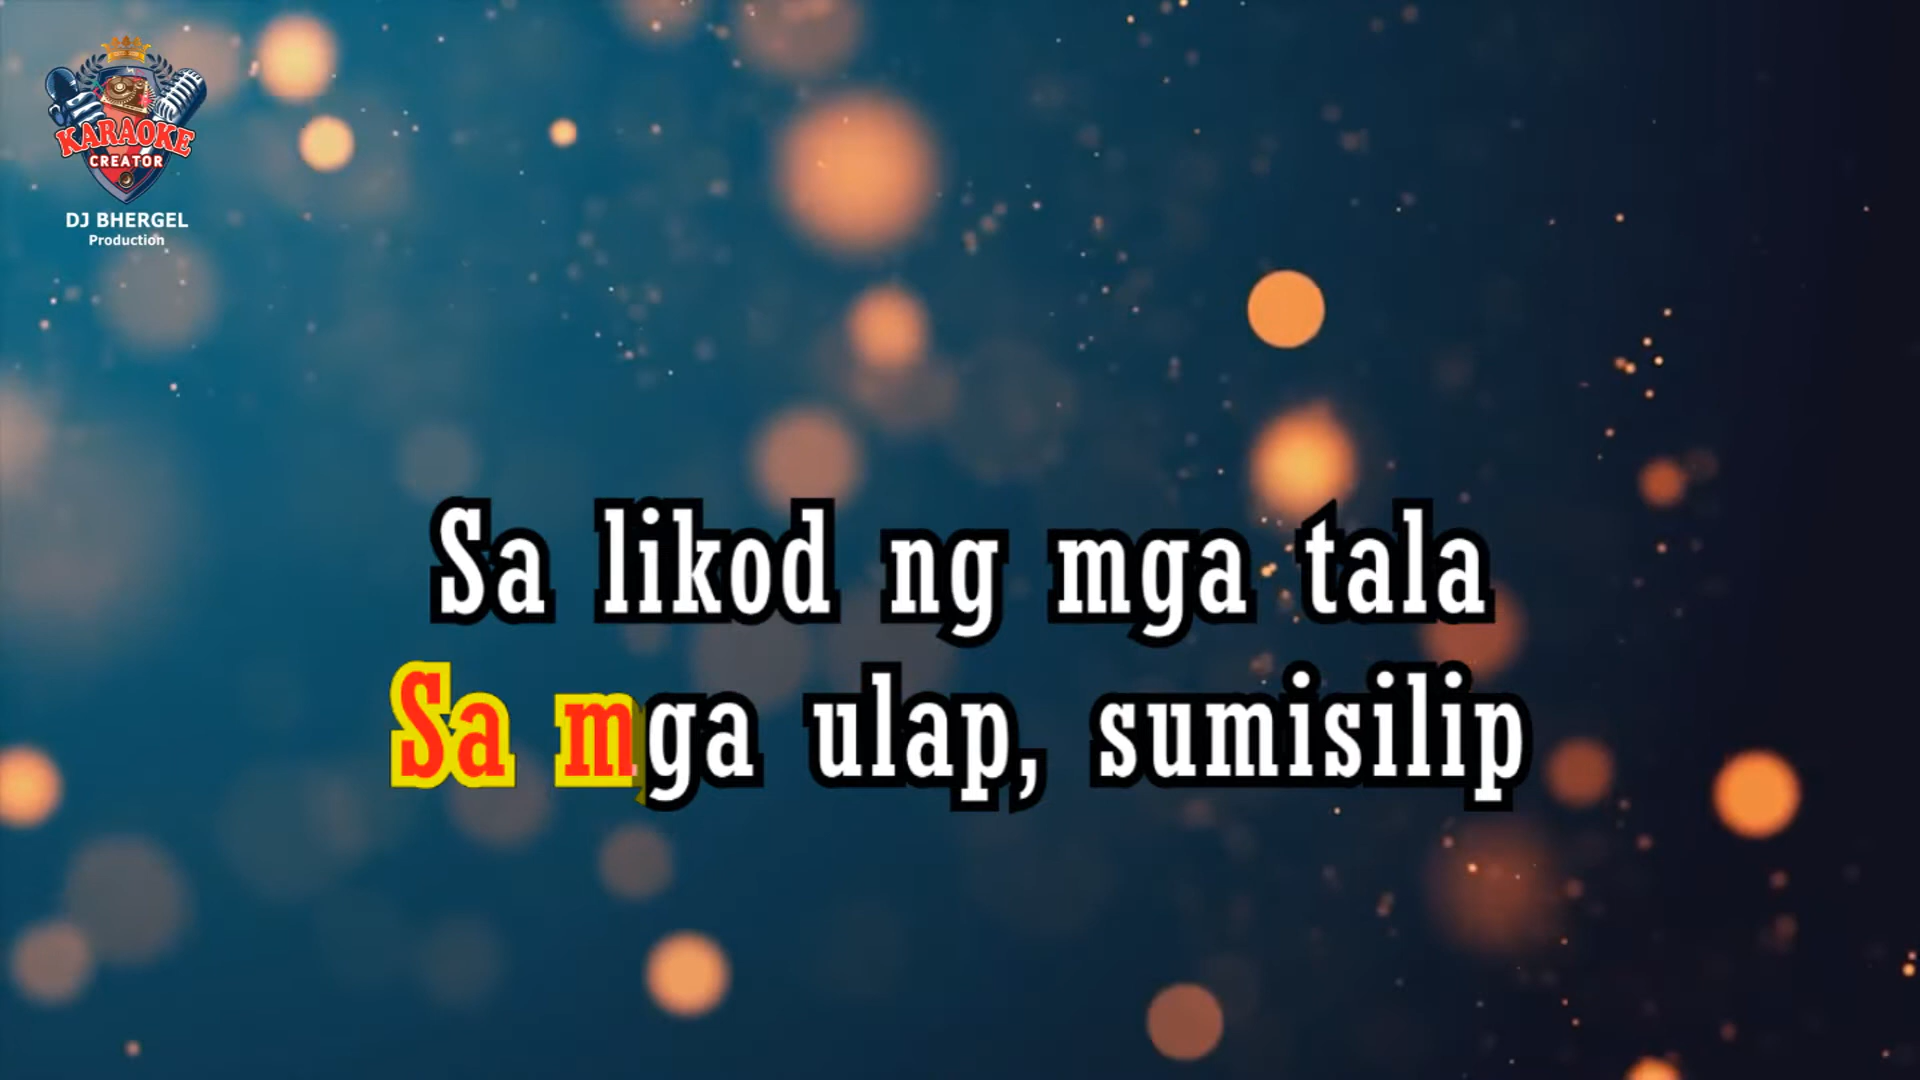 KARAOKE
CREATOR
DJ BHERGEL
Production
Sa likod ng mga tala
Sa mga ulap, sumisilip